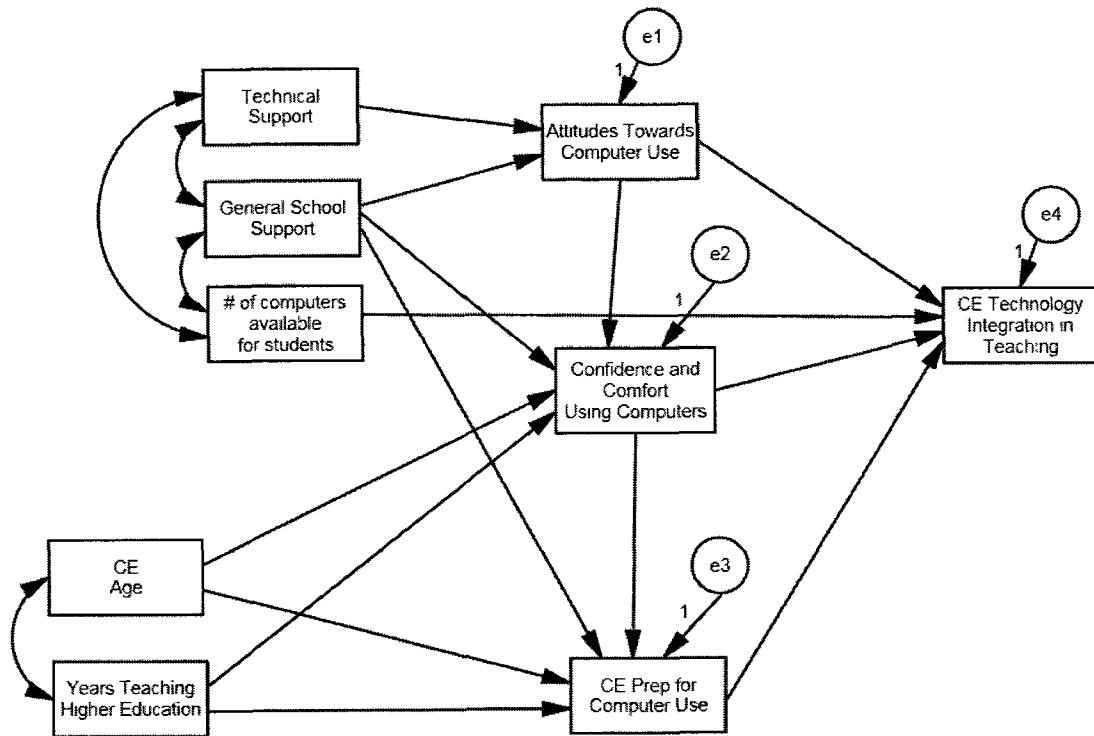 e1
1
Technical
Support
Attitudes Towards
Computer Use
General School
Support
e4
1
e2
1
# of computers
available
for students
CE Technology
Integration in
Teaching
Confidence and
Comfort
Using Computers
CE
Age
e3
1
Years Teaching
Higher Education
CE Prep for
Computer Use